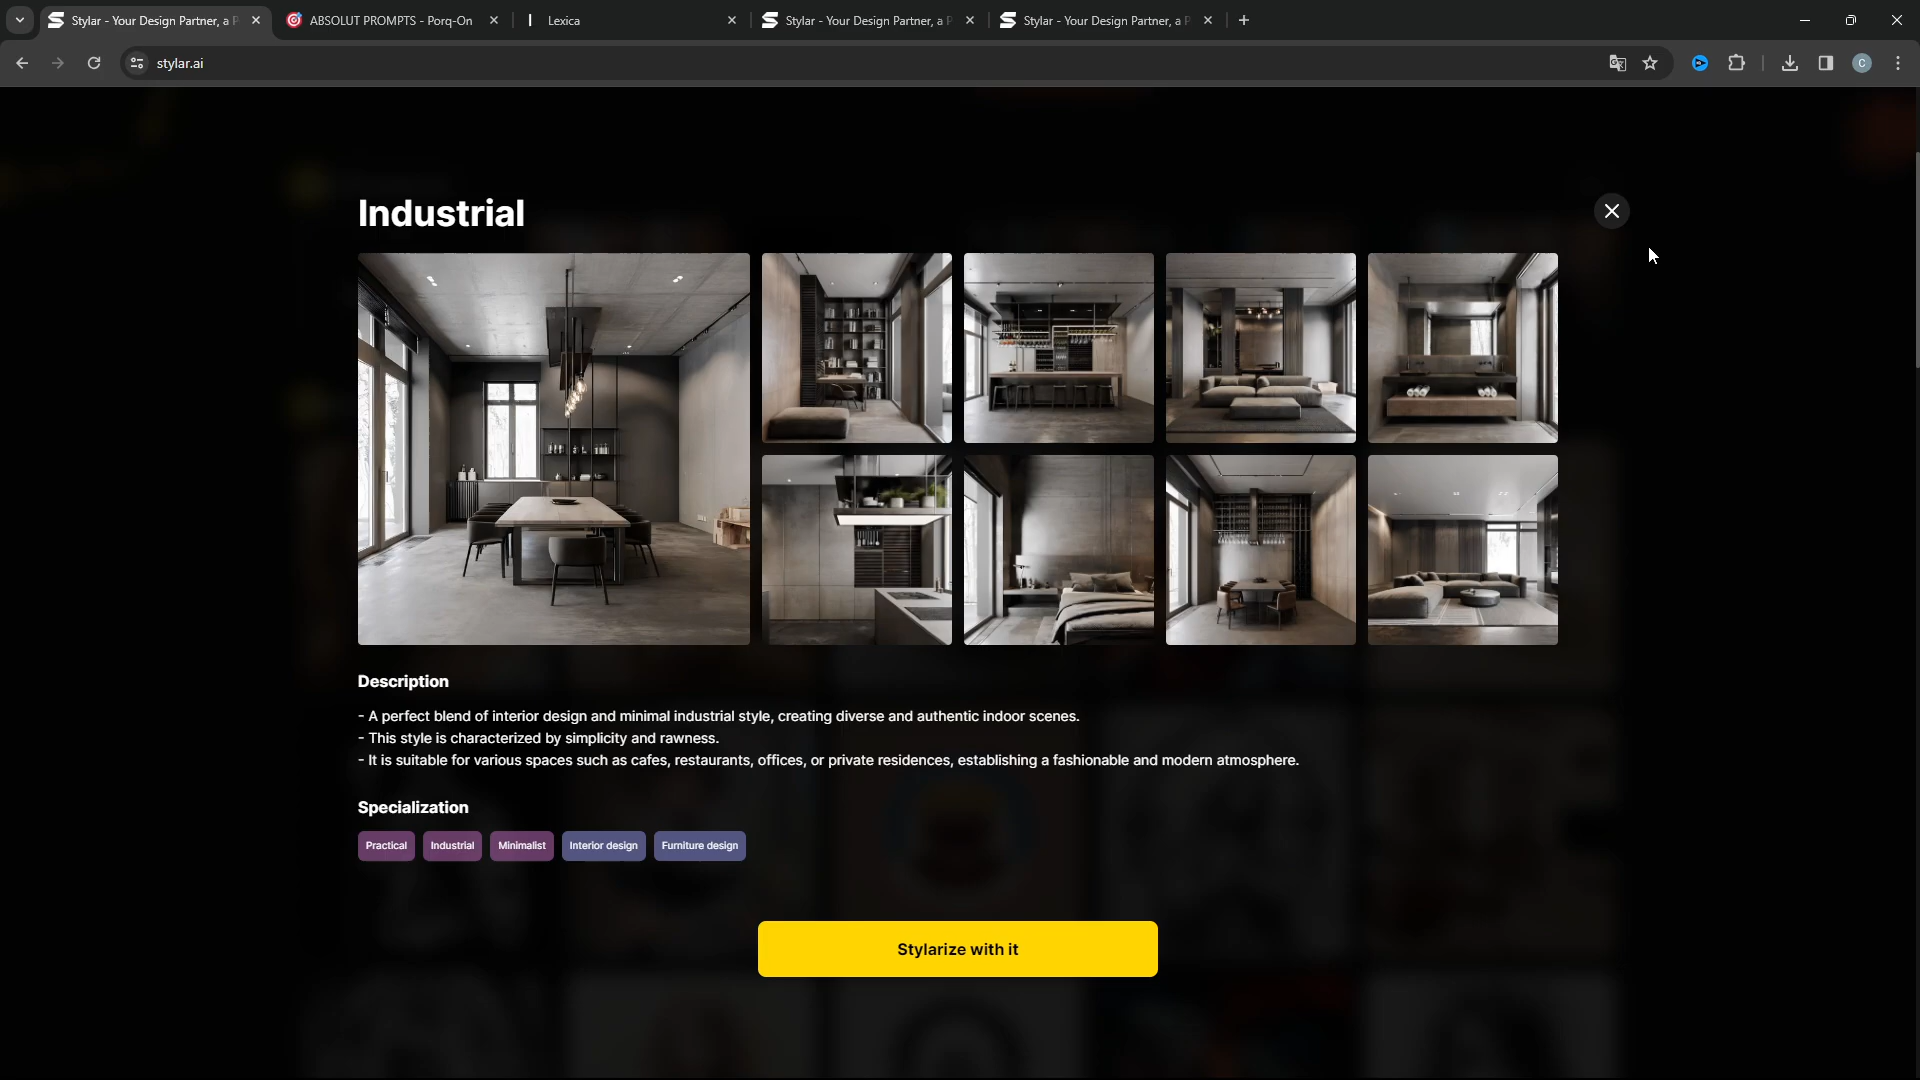 Stylar - Your Design Partner, a P
ABSOLUT PROMPTS - Porq-On
Lexica
Stylar - Your Design Partner, a P
Stylar - Your Design Partner, a P
stylar.ai
C
Industrial
Description
- A perfect blend of interior design and minimal industrial style, creating diverse and authentic indoor scenes.
- This style is characterized by simplicity and rawness.
- It is suitable for various spaces such as cafes, restaurants, offices, or private residences, establishing a fashionable and modern atmosphere.
Specialization
Practical
Industrial
Minimalist
Interior design
Furniture design
Stylarize with it